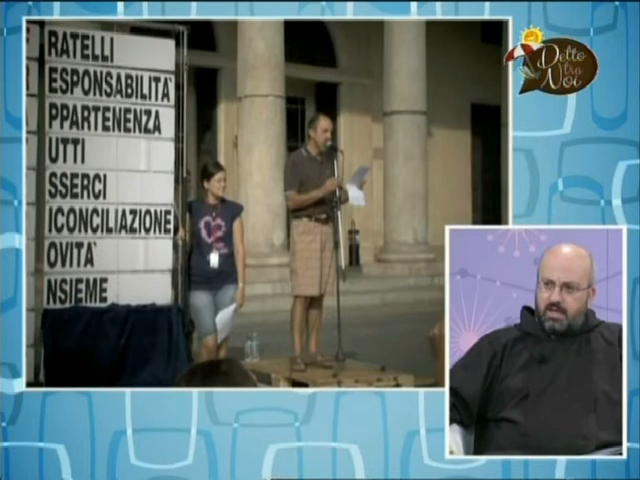 RATELLI
ESPONSABILITA'
PPARTENENZA
UTTI
SSERCI
ICONCILIAZIONE
OVITA'
NSIEME
Detto
tra
Noi